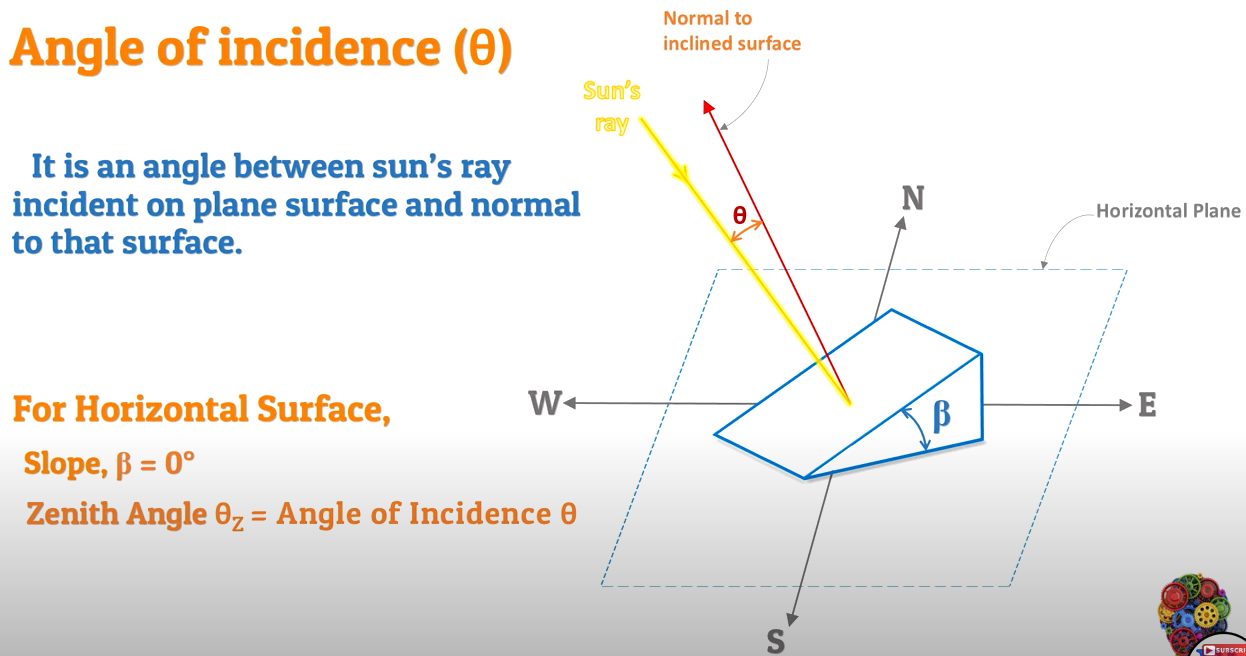 Angle of incidence (θ)
It is an angle between sun's ray
incident on plane surface and normal
to that surface.
For Horizontal Surface,
Slope, β = 0°
Zenith Angle θZ = Angle of Incidence θ
Normal to
inclined surface
Sun's
ray
θ
N
Horizontal Plane
W
E
β
S